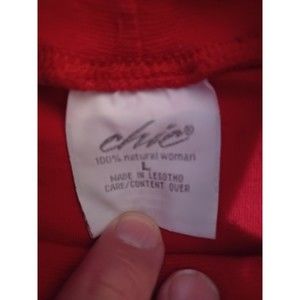 chic®
100% natural woman
L
MADE IN LESOTHO
CARE/CONTENT OVER